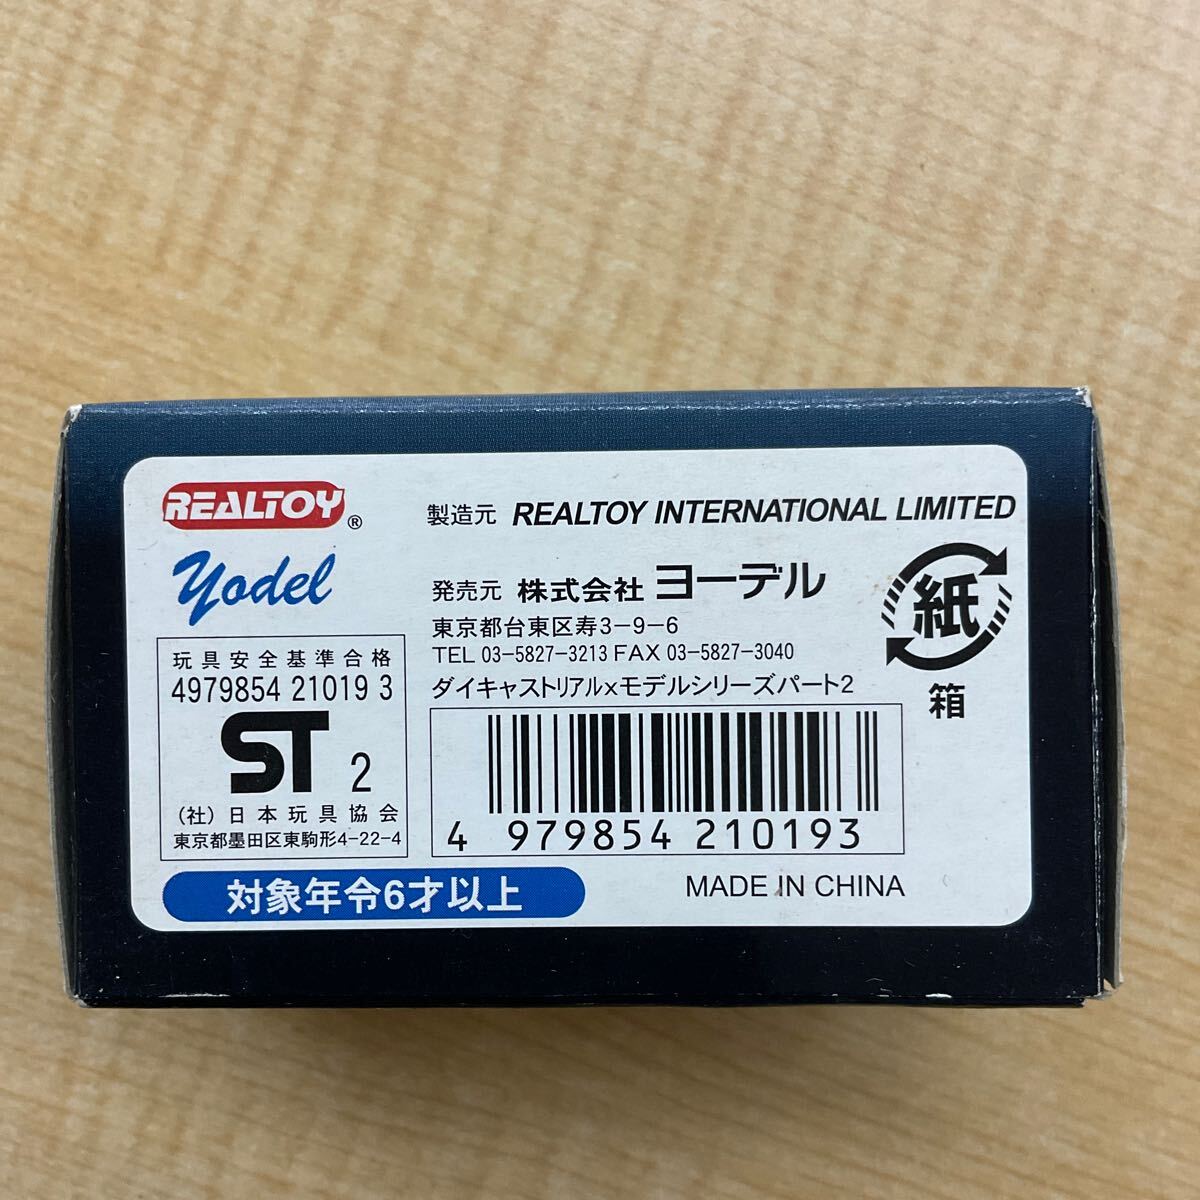 REALTOY®
Yodel
玩具安全基準合格
4979854 21019 3
ST 2
(社)日本玩具協会
東京都墨田区東駒形4-22-4
対象年令6才以上
製造元 REALTOY INTERNATIONAL LIMITED
発売元 株式会社 ヨーデル
東京都台東区寿3-9-6
TEL 03-5827-3213 FAX 03-5827-3040
ダイキャストリアルxモデルシリーズパート2
紙
箱
4 979854 210193
MADE IN CHINA